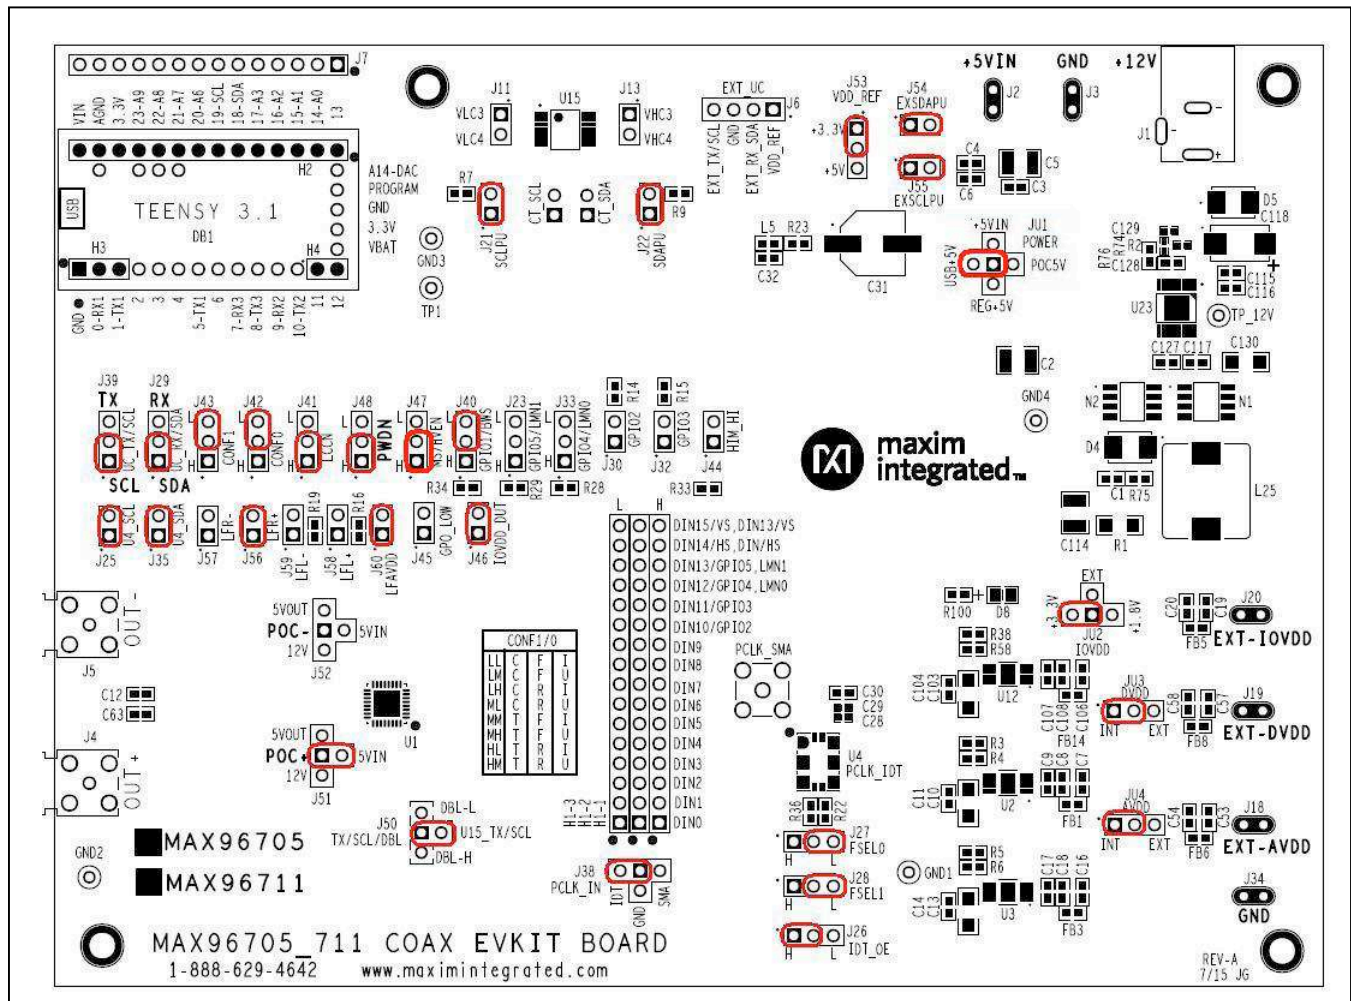 J7
VIN
AGND
3.3V
23-A9
22-A8
21-A7
20-A6
19-SCL
18-SDA
17-A3
16-A2
15-A1
14-A0
13
H2
USB
TEENSY 3.1
DB1
H3
H4
A14-DAC
PROGRAM
GND
3.3V
VBAT
GND
0-RX1
1-TX1
2
3
4
5-TX1
6
7-RX3
8-TX3
9-RX2
10-TX2
11
12
GND3
TP1
J11
VLC3
VLC4
U15
J13
VHC3
VHC4
R7
J21
SCLPU
CT_SCL
CT_SDA
J22
SDAPU
R9
EXT_UC
J6
EXT_TX/SCL
GND
EXT_RX_SDA
VDD_REF
J53
VDD_REF
+3.3V
+5V
J54
EXSDAPU
J55
EXSCLPU
+5VIN
J2
GND
J3
+12V
J1
-
-
+
C4
C6
C5
C3
L5
R23
C32
C31
+5VIN
JU1
POWER
USB+5V
POC5V
REG+5V
D5
C118
C129
R2
R76
R74
C128
+
C115
C116
U23
TP_12V
C127
C117
C130
C2
GND4
N2
N1
D4
C1
R75
L25
C114
R1
maxim
integrated™
J39
TX
UC_TX/SCL
SCL
J29
RX
UC_RX/SDA
SDA
J43
L
H
CONF1
J42
L
H
CONF0
J41
L
H
LCCN
J48
L
H
PWDN
J47
L
H
MS/HVEN
J40
L
H
GPIO1/BWS
J23
L
H
GPIO5/LMN1
J33
L
H
GPIO4/LMN0
R14
GPIO2
J30
R15
GPIO3
J32
HIM_HI
J44
R34
R29
R28
R33
U4_SCL
J25
U4_SDA
J35
LFR-
J57
LFR+
J56
R19
J59
LFL-
R16
J58
LFL+
J60
LFAVDD
GPO_LOW
J45
IOVDD_DUT
J46
L
H
DIN15/VS,DIN13/VS
DIN14/HS,DIN/HS
DIN13/GPIO5,LMN1
DIN12/GPIO4,LMN0
DIN11/GPIO3
DIN10/GPIO2
DIN9
DIN8
DIN7
DIN6
DIN5
DIN4
DIN3
DIN2
DIN1
DIN0
H1-3
H1-2
H1-1
OUT-
J5
5VOUT
POC-
5VIN
12V
J52
C12
C63
U1
J4
OUT+
5VOUT
POC+
5VIN
12V
J51
CONF1/0
LL C F I
LM C F U
LH C R I
ML C R U
MM T F I
MH T F U
HL T R I
HM T R U
DBL-L
J50
TX/SCL/DBL
U15_TX/SCL
DBL-H
J38
PCLK_IN
IDT
GND
SMA
PCLK_SMA
C30
C29
C28
U4
PCLK_IDT
R36
R22
J27
FSEL0
H
L
J28
FSEL1
H
L
J26
IDT_OE
H
L
R100
+
D8
R38
R58
C104
C103
U12
C107
C108
C106
FB14
R3
R4
C11
C10
U2
C9
C8
C7
FB1
GND1
R5
R6
C14
C13
U3
C17
C18
C16
FB3
EXT
+3.3V
+1.8V
JU2
IOVDD
C20
C19
FB5
J20
EXT-IOVDD
JU3
DVDD
INT
EXT
C58
C57
FB8
J19
EXT-DVDD
JU4
AVDD
INT
EXT
C54
C53
FB6
J18
EXT-AVDD
J34
GND
MAX96705
GND2
MAX96711
MAX96705_711 COAX EVKIT BOARD
1-888-629-4642 www.maximintegrated.com
REV-A
7/15 JG